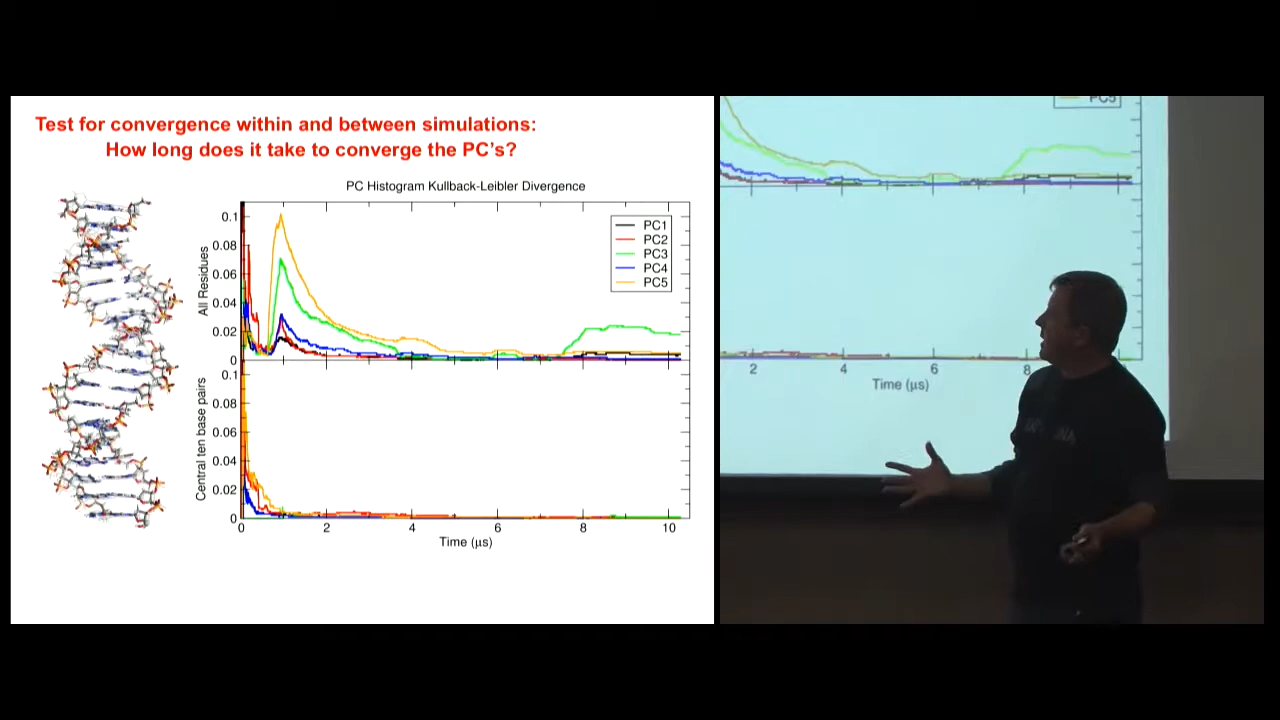 Test for convergence within and between simulations:
How long does it take to converge the PC's?
PC Histogram Kullback-Leibler Divergence
0.1
0.08
0.06
0.04
0.02
0
All Residues
PC1
PC2
PC3
PC4
PC5
0.1
0.08
0.06
0.04
0.02
0
Central ten base pairs
0 2 4 6 8 10
Time (μs)
PC5
2 4 6 8
Time (μs)